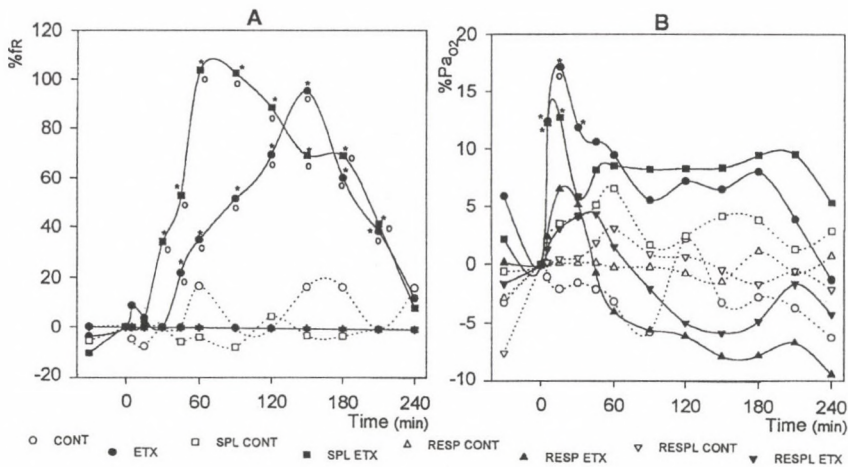 A
B
%fR
%PaO2
120
100
80
60
40
20
0
-20
20
15
10
5
0
-5
-10
0 60 120 180 240
0 60 120 180 240
Time (min)
Time (min)
CONT
ETX
SPL CONT
SPL ETX
RESP CONT
RESP ETX
RESPL CONT
RESPL ETX